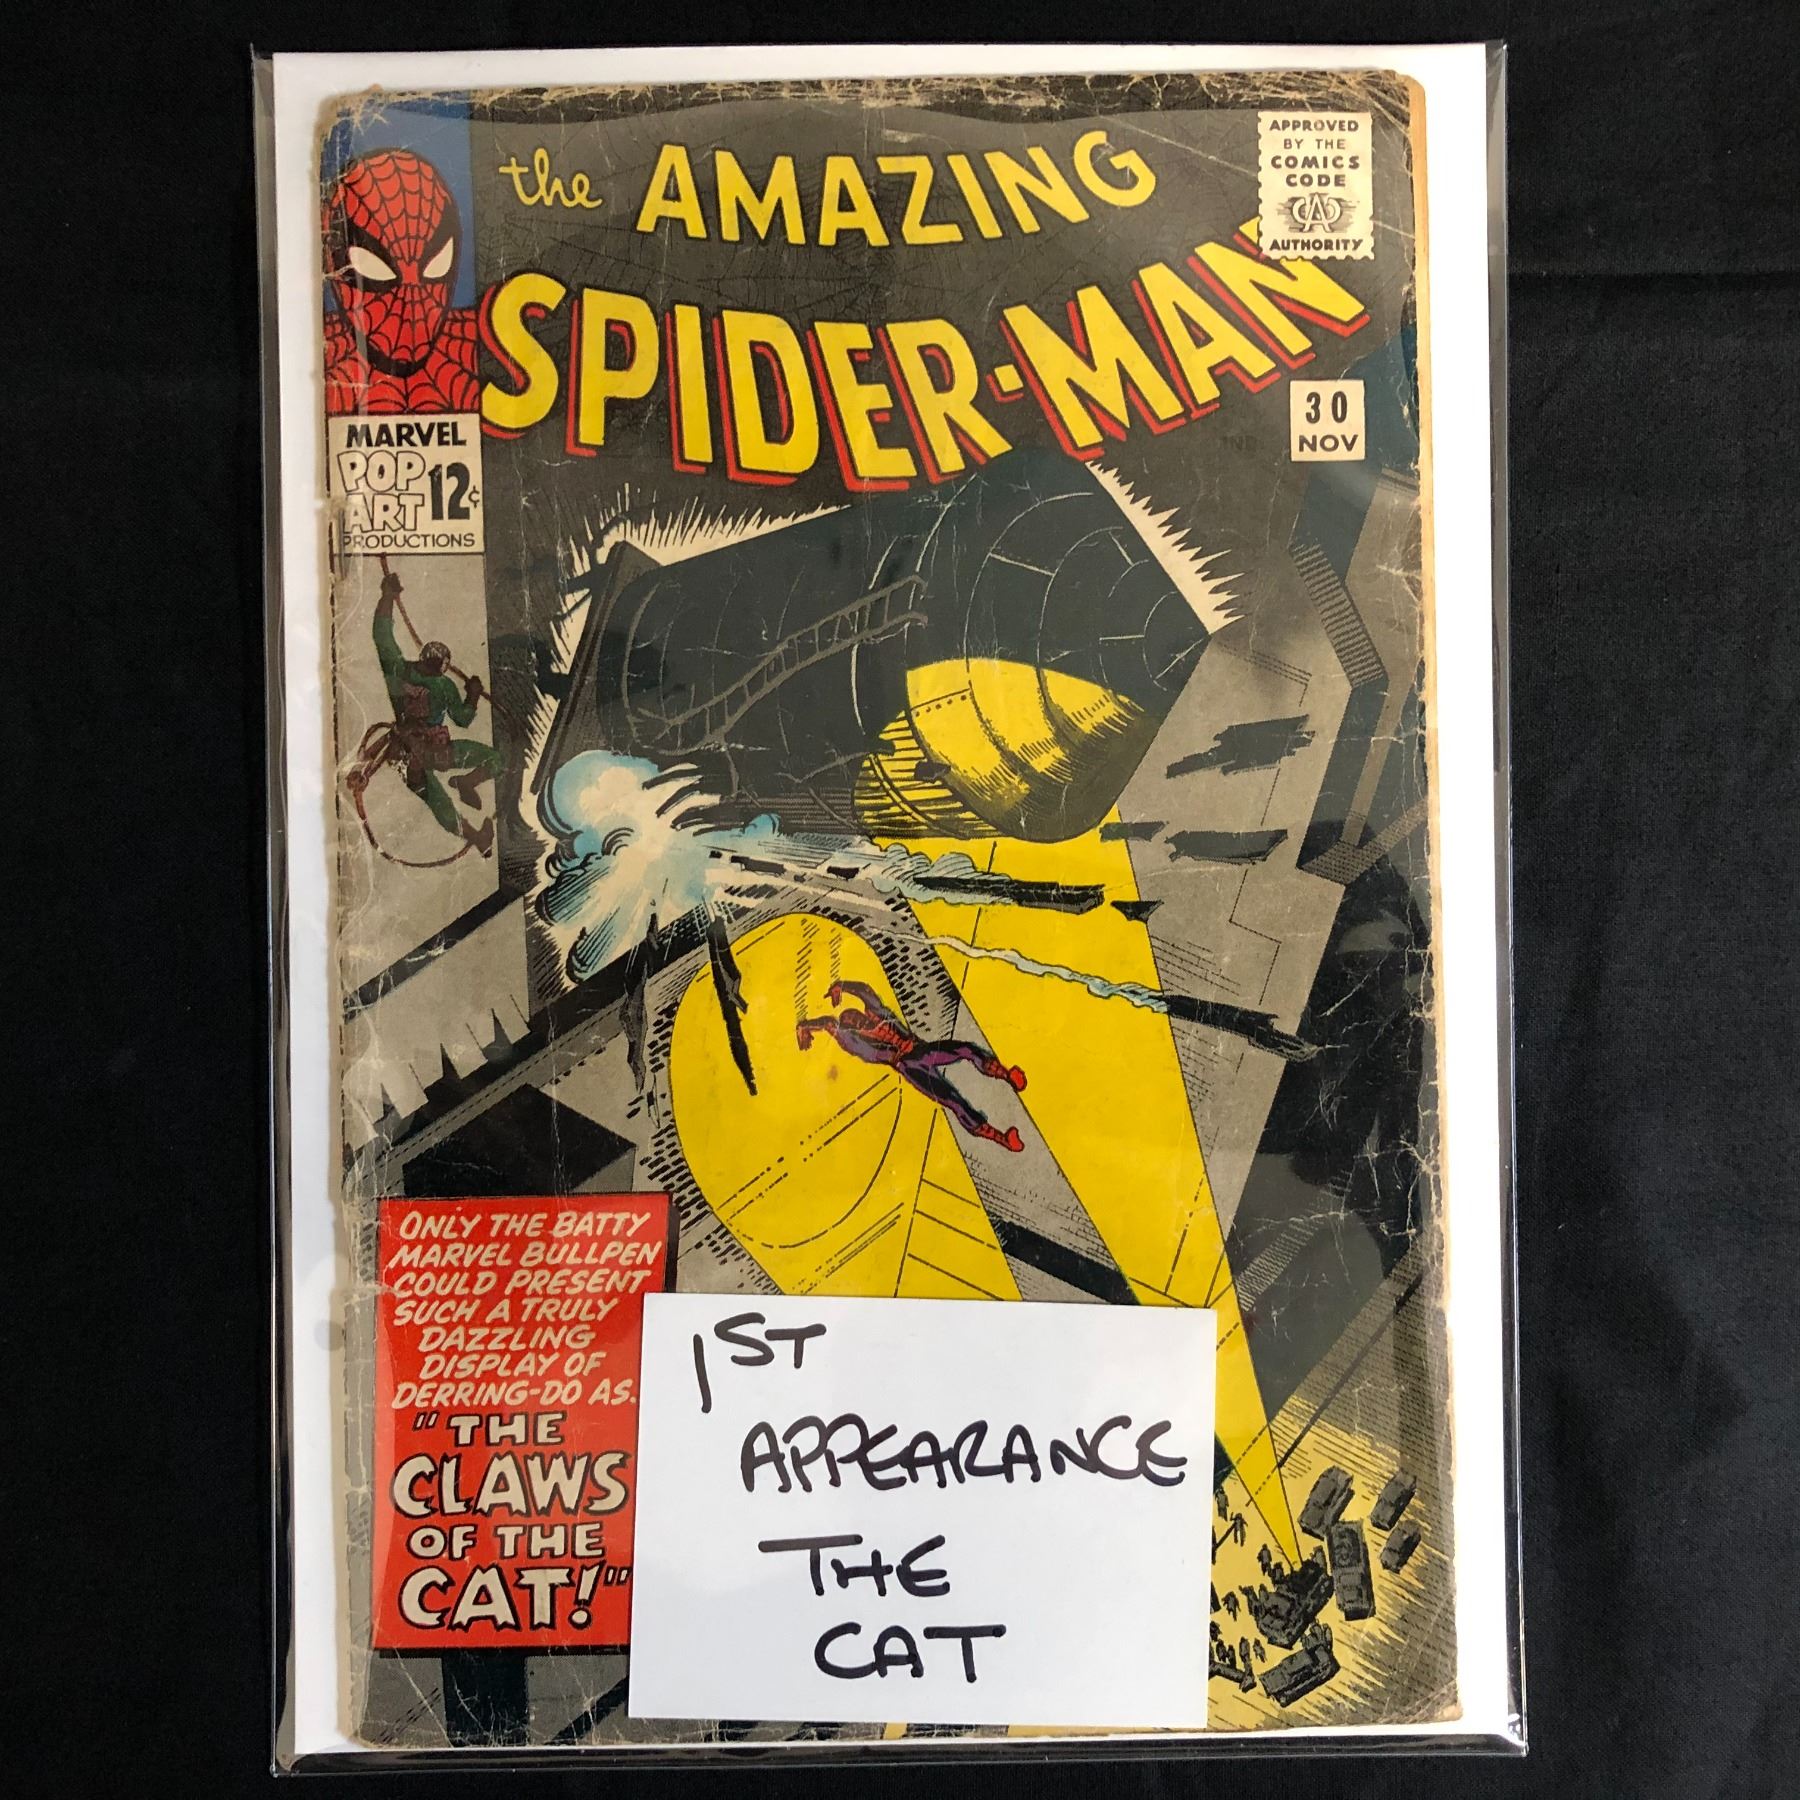 the AMAZING
SPIDER-MAN
APPROVED
BY THE
COMICS
CODE
CA
AUTHORITY
30
NOV
IND.
MARVEL
POP
ART
12¢
PRODUCTIONS
ONLY THE BATTY
MARVEL BULLPEN
COULD PRESENT
SUCH A TRULY
DAZZLING
DISPLAY OF
DERRING-DO AS.
"THE
CLAWS
OF THE
CAT!"
1ST
APPEARANCE
THE
CAT